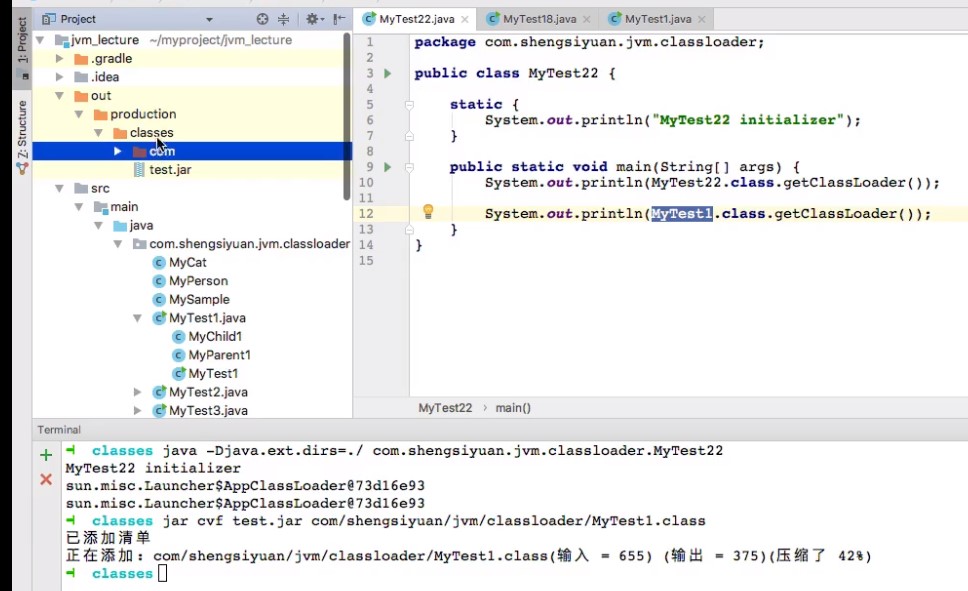 1: Project
Z: Structure
Project
jvm_lecture ~/myproject/jvm_lecture
.gradle
.idea
out
production
classes
com
test.jar
src
main
java
com.shengsiyuan.jvm.classloader
MyCat
MyPerson
MySample
MyTest1.java
MyChild1
MyParent1
MyTest1
MyTest2.java
MyTest3.java
MyTest22.java
MyTest18.java
MyTest1.java
1 package com.shengsiyuan.jvm.classloader;
2
3 public class MyTest22 {
4
5 static {
6 System.out.println("MyTest22 initializer");
7 }
8
9 public static void main(String[] args) {
10 System.out.println(MyTest22.class.getClassLoader());
11
12 System.out.println(MyTest1.class.getClassLoader());
13 }
14 }
15
MyTest22 › main()
Terminal
classes java -Djava.ext.dirs=./ com.shengsiyuan.jvm.classloader.MyTest22
MyTest22 initializer
sun.misc.Launcher$AppClassLoader@73d16e93
sun.misc.Launcher$AppClassLoader@73d16e93
classes jar cvf test.jar com/shengsiyuan/jvm/classloader/MyTest1.class
已添加清单
正在添加: com/shengsiyuan/jvm/classloader/MyTest1.class(输入 = 655) (输出 = 375)(压缩了 42%)
classes